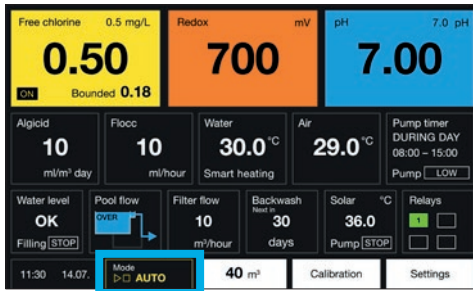 Free chlorine 0.5 mg/L
0.50
ON Bounded 0.18
Redox mV
700
pH 7.0 pH
7.00
Algicid
10
ml/m³ day
Flocc
10
ml/hour
Water
30.0 °C
Smart heating
Air
29.0 °C
Pump timer
DURING DAY
08:00 – 15:00
Pump LOW
Water level
OK
Filling STOP
Pool flow
OVER
Filter flow
10
m³/hour
Backwash
Next in
30
days
Solar °C
36.0
Pump STOP
Relays
1
11:30 14.07.
Mode
AUTO
40 m³
Calibration
Settings